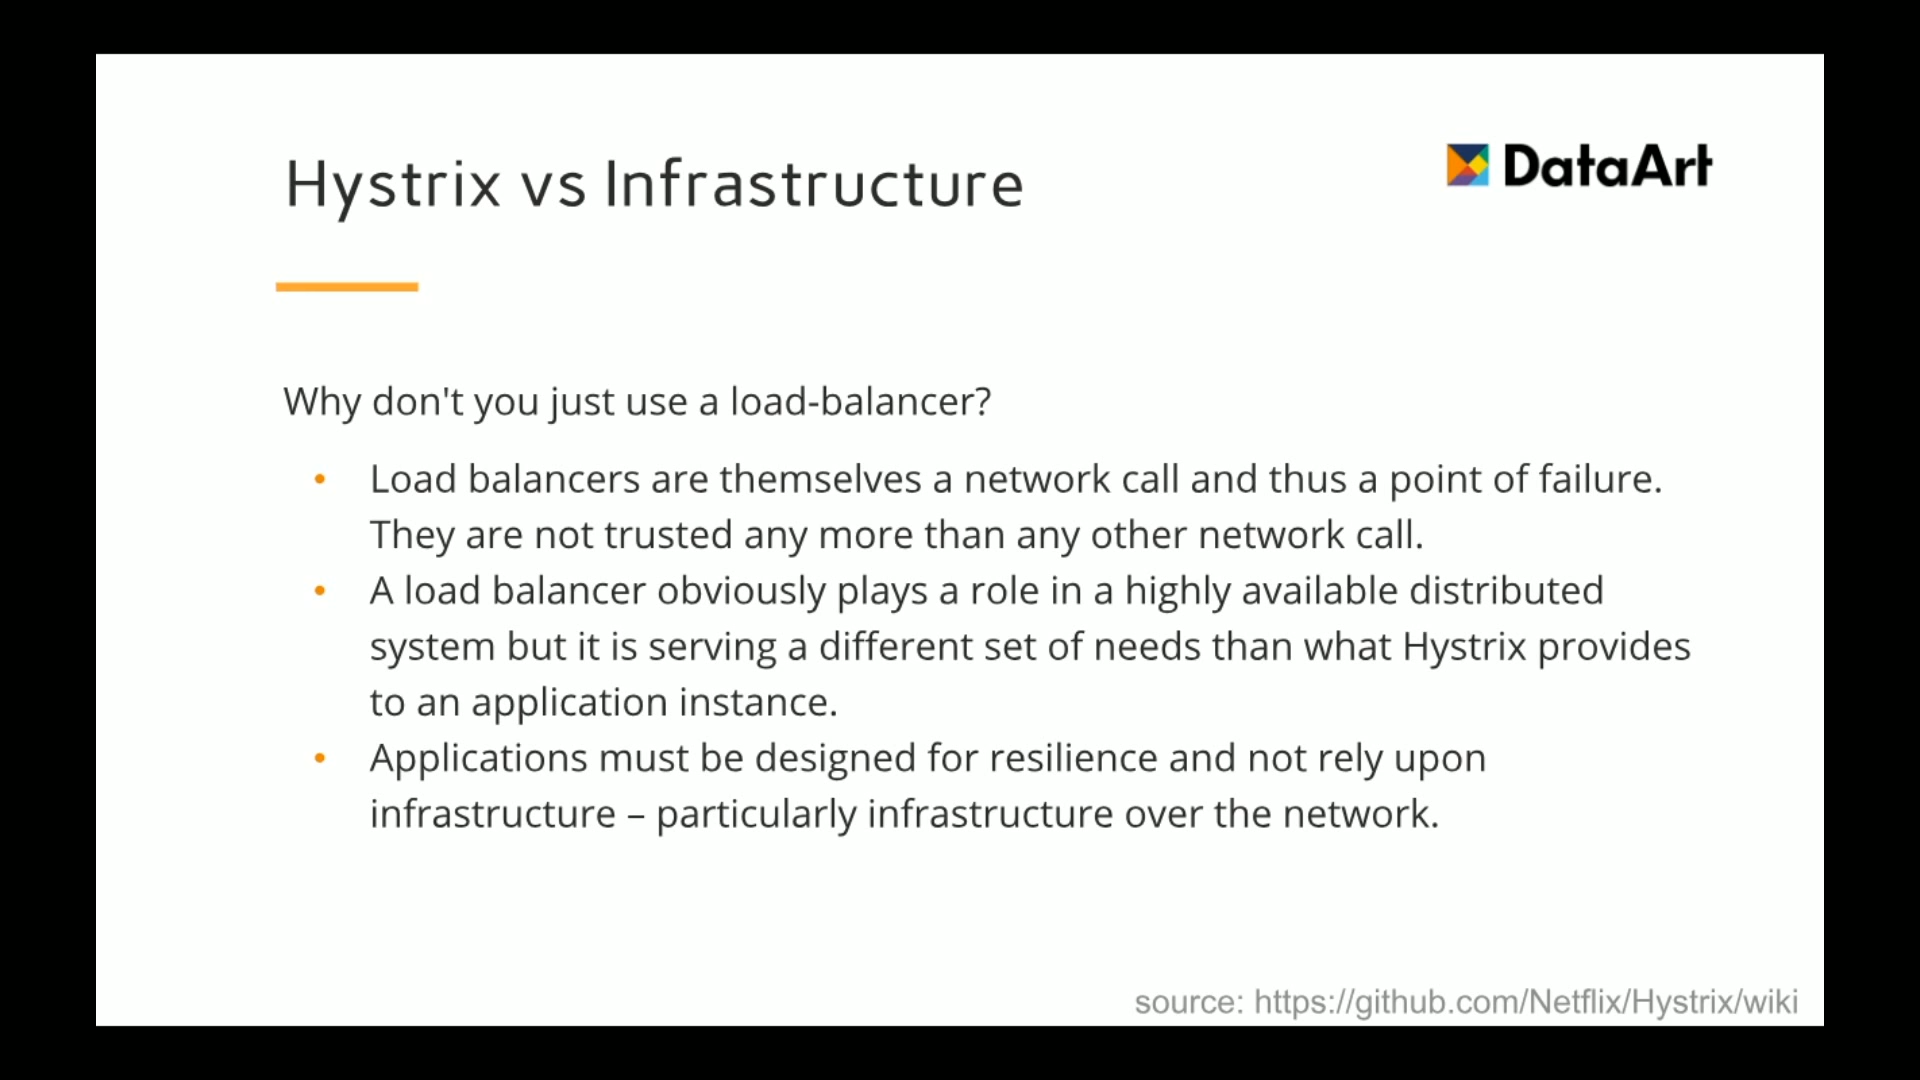 Hystrix vs Infrastructure
DataArt
Why don't you just use a load-balancer?
• Load balancers are themselves a network call and thus a point of failure.
They are not trusted any more than any other network call.
• A load balancer obviously plays a role in a highly available distributed
system but it is serving a different set of needs than what Hystrix provides
to an application instance.
• Applications must be designed for resilience and not rely upon
infrastructure – particularly infrastructure over the network.
source: https://github.com/Netflix/Hystrix/wiki